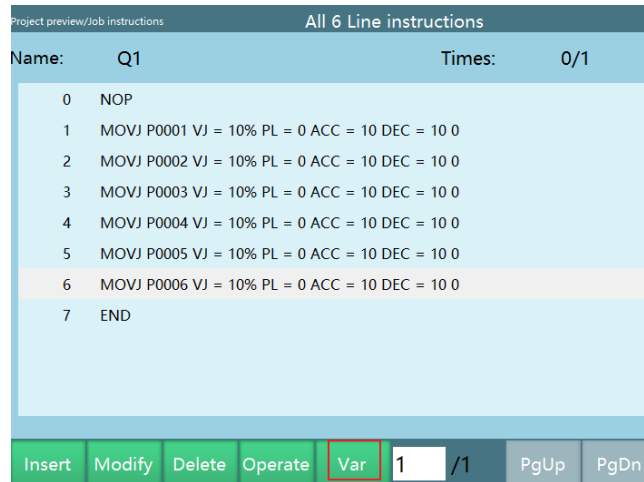 Project preview/Job instructions All 6 Line instructions
Name: Q1 Times: 0/1
0 NOP
1 MOVJ P0001 VJ = 10% PL = 0 ACC = 10 DEC = 10 0
2 MOVJ P0002 VJ = 10% PL = 0 ACC = 10 DEC = 10 0
3 MOVJ P0003 VJ = 10% PL = 0 ACC = 10 DEC = 10 0
4 MOVJ P0004 VJ = 10% PL = 0 ACC = 10 DEC = 10 0
5 MOVJ P0005 VJ = 10% PL = 0 ACC = 10 DEC = 10 0
6 MOVJ P0006 VJ = 10% PL = 0 ACC = 10 DEC = 10 0
7 END
Insert Modify Delete Operate Var 1 /1 PgUp PgDn